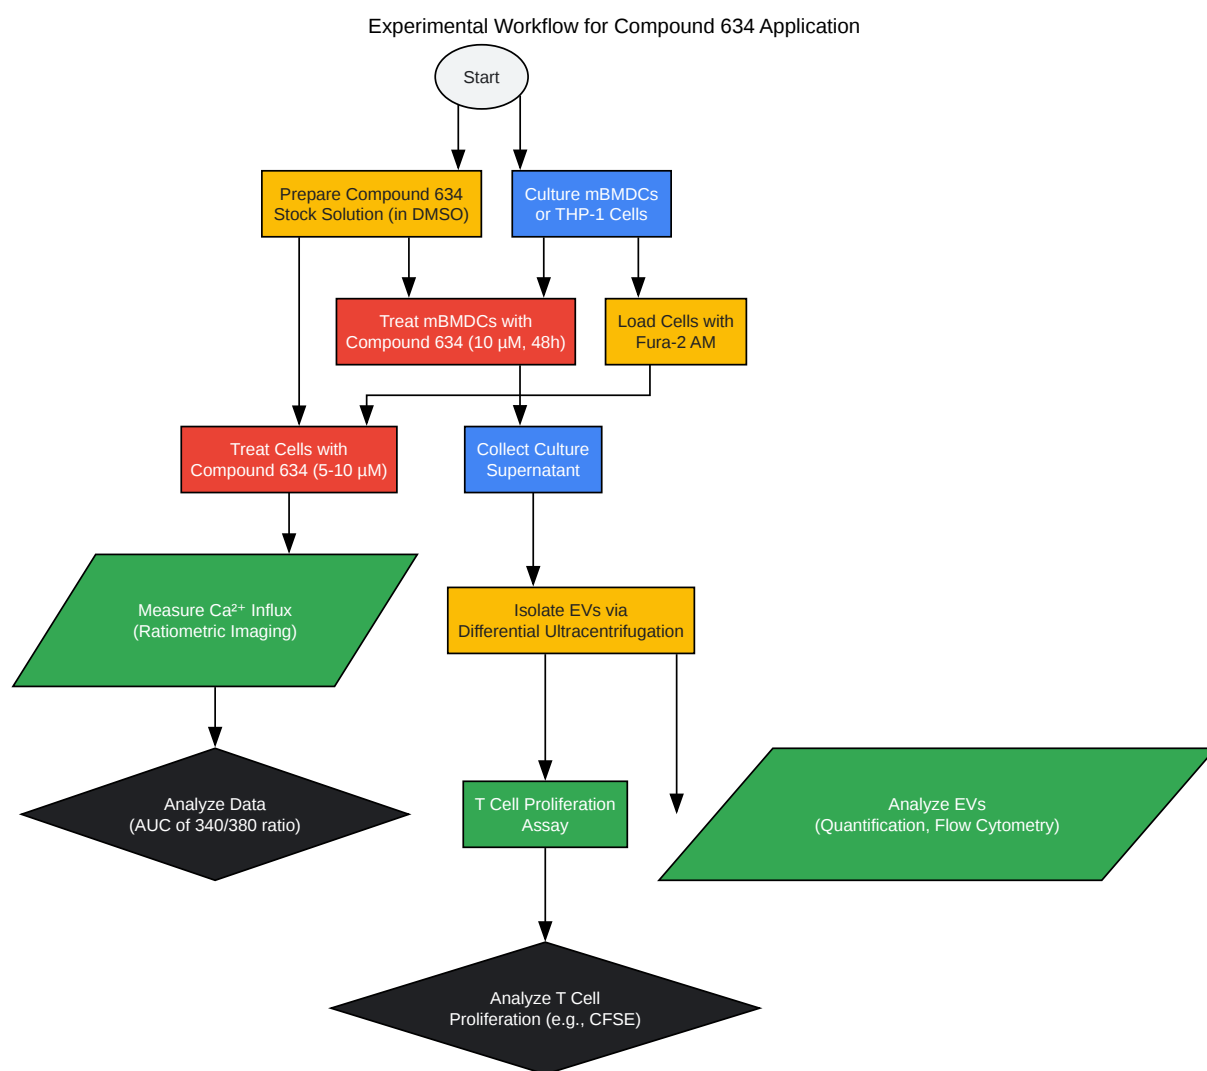 Experimental Workflow for Compound 634 Application
Start
Prepare Compound 634
Stock Solution (in DMSO)
Culture mBMDCs
or THP-1 Cells
Treat mBMDCs with
Compound 634 (10 µM, 48h)
Load Cells with
Fura-2 AM
Treat Cells with
Compound 634 (5-10 µM)
Collect Culture
Supernatant
Measure Ca²⁺ Influx
(Ratiometric Imaging)
Isolate EVs via
Differential Ultracentrifugation
Analyze Data
(AUC of 340/380 ratio)
T Cell Proliferation
Assay
Analyze EVs
(Quantification, Flow Cytometry)
Analyze T Cell
Proliferation (e.g., CFSE)